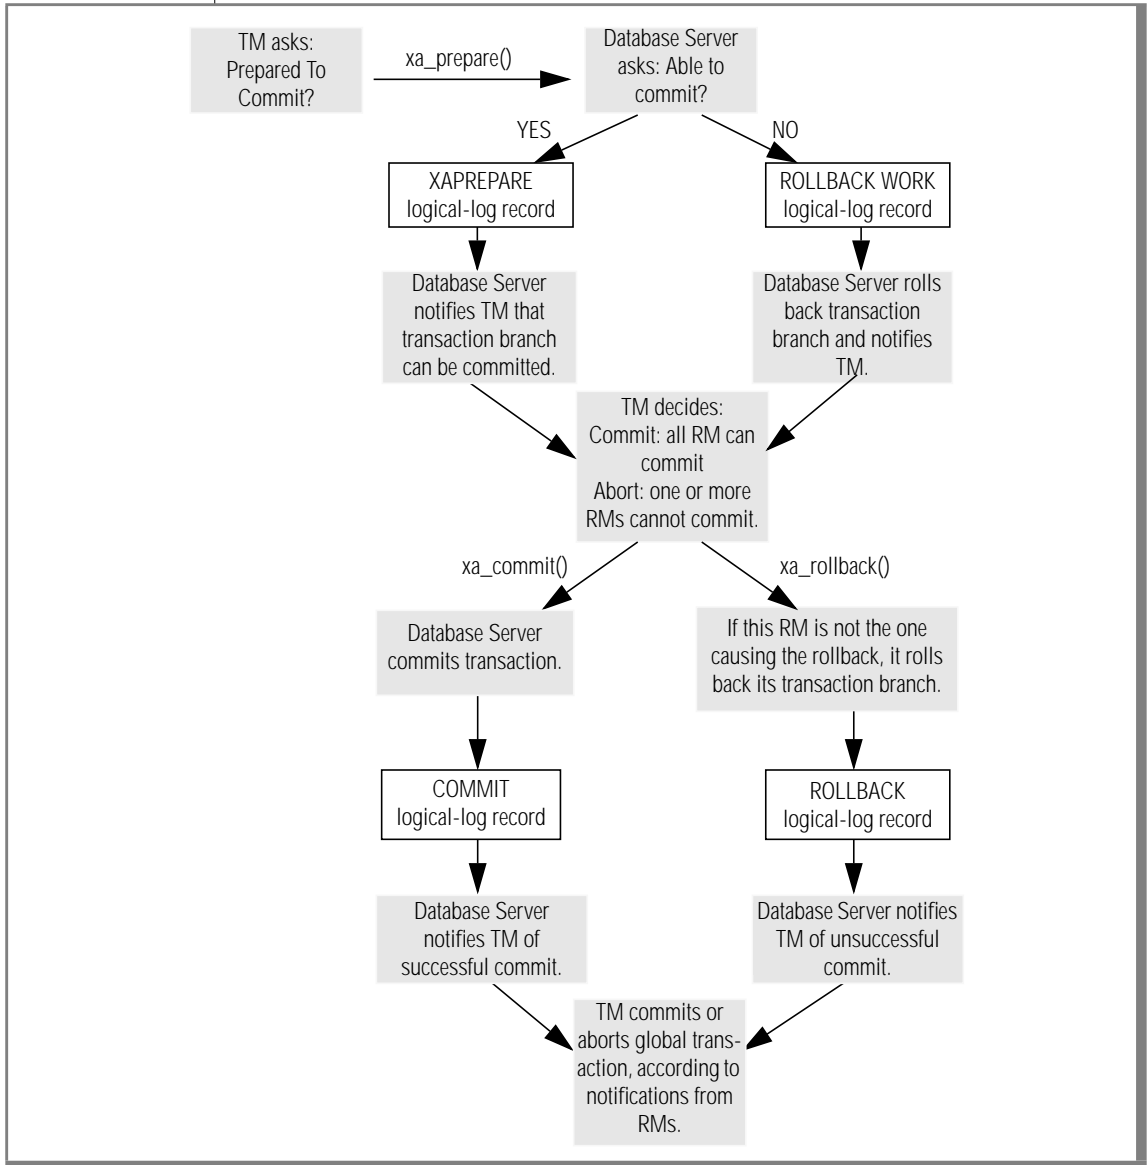 TM asks:
Prepared To
Commit?
xa_prepare()
Database Server
asks: Able to
commit?
YES
NO
XAPREPARE
logical-log record
ROLLBACK WORK
logical-log record
Database Server
notifies TM that
transaction branch
can be committed.
Database Server rolls
back transaction
branch and notifies
TM.
TM decides:
Commit: all RM can
commit
Abort: one or more
RMs cannot commit.
xa_commit()
xa_rollback()
Database Server
commits transaction.
If this RM is not the one
causing the rollback, it rolls
back its transaction branch.
COMMIT
logical-log record
ROLLBACK
logical-log record
Database Server
notifies TM of
successful commit.
Database Server notifies
TM of unsuccessful
commit.
TM commits or
aborts global trans-
action, according to
notifications from
RMs.